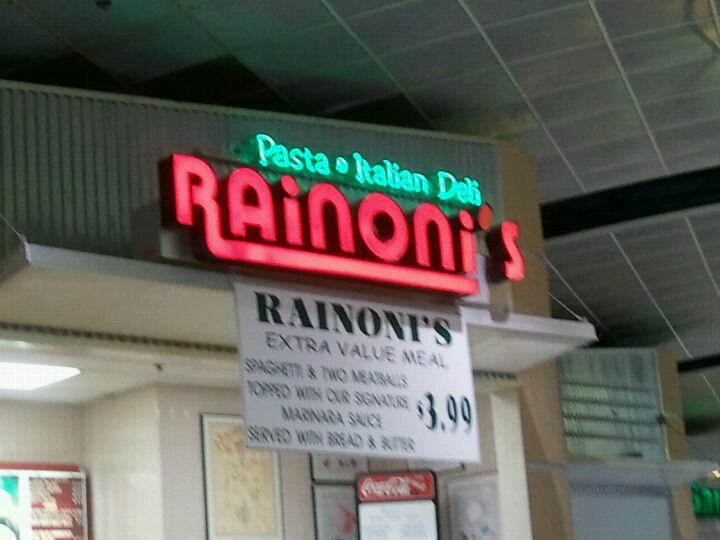 Pasta & Italian Deli
RAiNONi's
RAINONI'S
EXTRA VALUE MEAL
SPAGHETTI & TWO MEATBALLS
TOPPED WITH OUR SIGNATURE
MARINARA SAUCE
SERVED WITH BREAD & BUTTER
$3.99
Coca-Cola